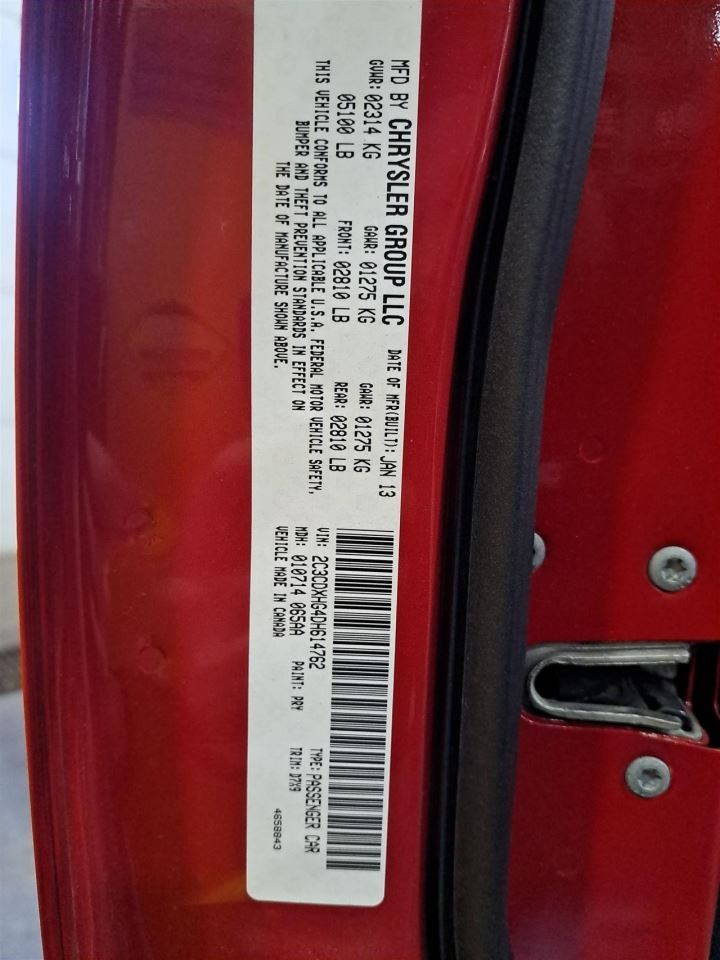 MFD BY CHRYSLER GROUP LLC DATE OF MFR(BUILT): JAN 13
GVWR: 02314 KG GAWR: 01275 KG GAWR: 01275 KG
05100 LB FRONT: 02810 LB REAR: 02810 LB
THIS VEHICLE CONFORMS TO ALL APPLICABLE U.S.A. FEDERAL MOTOR VEHICLE SAFETY,
BUMPER AND THEFT PREVENTION STANDARDS IN EFFECT ON
THE DATE OF MANUFACTURE SHOWN ABOVE.
VIN: 2C3CDXHG4DH614762 TYPE: PASSENGER CAR
MDH: 010714 065AA PAINT: PRY TRIM: D7X9
VEHICLE MADE IN CANADA 4658843